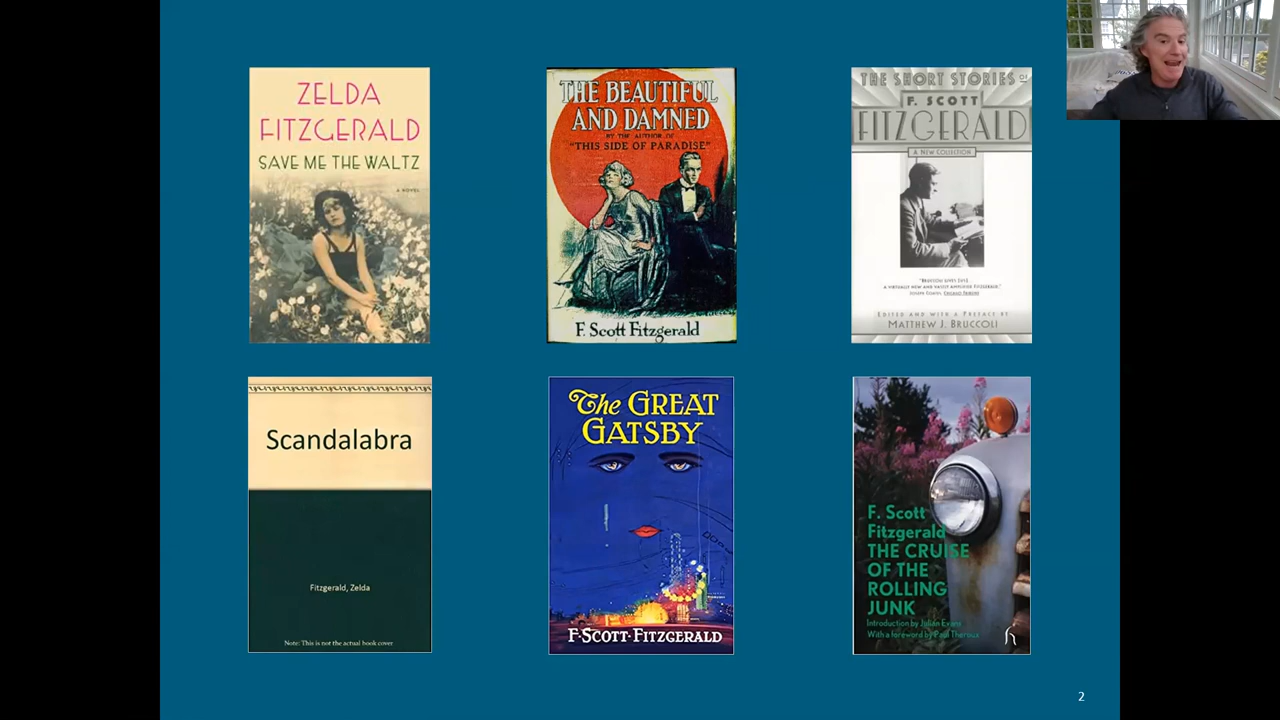 ZELDA
FITZGERALD
SAVE ME THE WALTZ
A NOVEL
THE BEAUTIFUL
AND DAMNED
BY THE AUTHOR OF
"THIS SIDE OF PARADISE"
F. Scott Fitzgerald
THE SHORT STORIES OF
F. SCOTT
FITZGERALD
A NEW COLLECTION
EDITED AND WITH A PREFACE BY
MATTHEW J. BRUCCOLI
Scandalabra
Fitzgerald, Zelda
Note: This is not the actual book cover
The GREAT
GATSBY
F·SCOTT·FITZGERALD
F. Scott
Fitzgerald
THE CRUISE
OF THE
ROLLING
JUNK
Introduction by Julian Evans
With a foreword by Paul Theroux
2